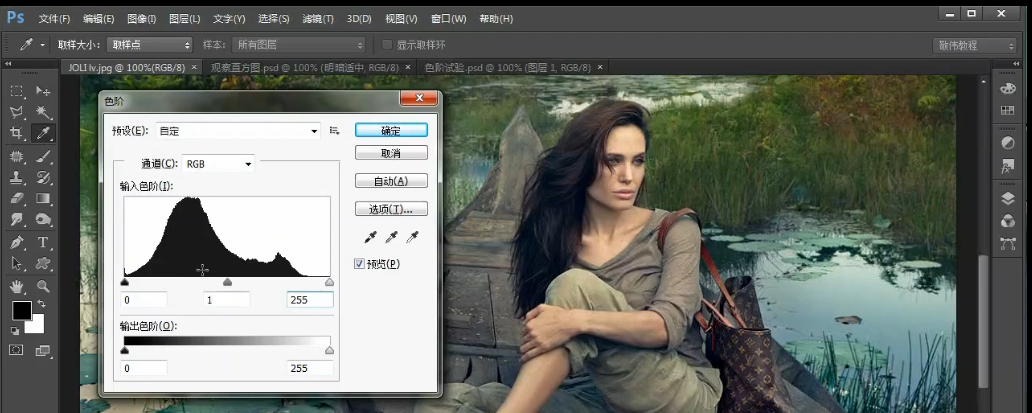 Ps 文件(F) 编辑(E) 图像(I) 图层(L) 文字(Y) 选择(S) 滤镜(T) 3D(D) 视图(V) 窗口(W) 帮助(H)
取样大小: 取样点 样本: 所有图层 显示取样环 敬伟教程
JOLI lv.jpg @ 100%(RGB/8) × 观察直方图.psd @ 100% (明暗适中, RGB/8) × 色阶试验.psd @ 100% (图层 1, RGB/8) ×
色阶
预设(E): 自定 确定
取消
通道(C): RGB
自动(A)
输入色阶(I):
选项(T)...
预览(P)
0 1 255
输出色阶(O):
0 255